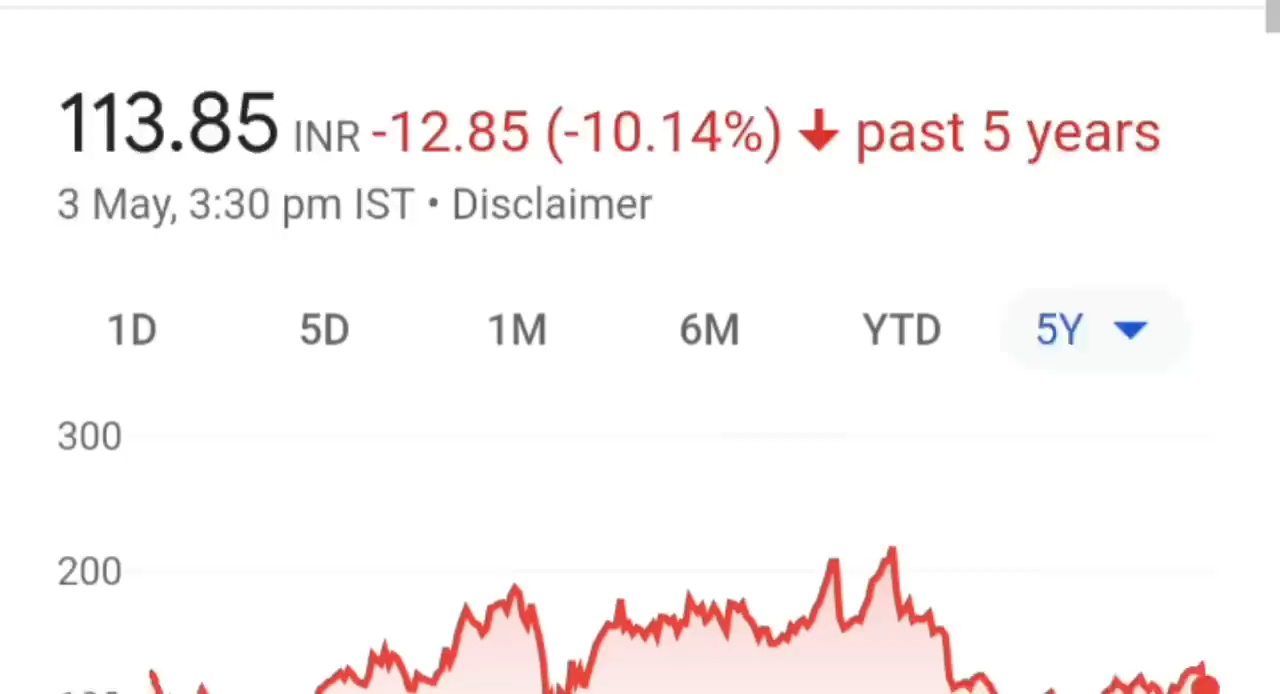 113.85 INR -12.85 (-10.14%) ↓ past 5 years
3 May, 3:30 pm IST • Disclaimer
1D 5D 1M 6M YTD 5Y
300
200